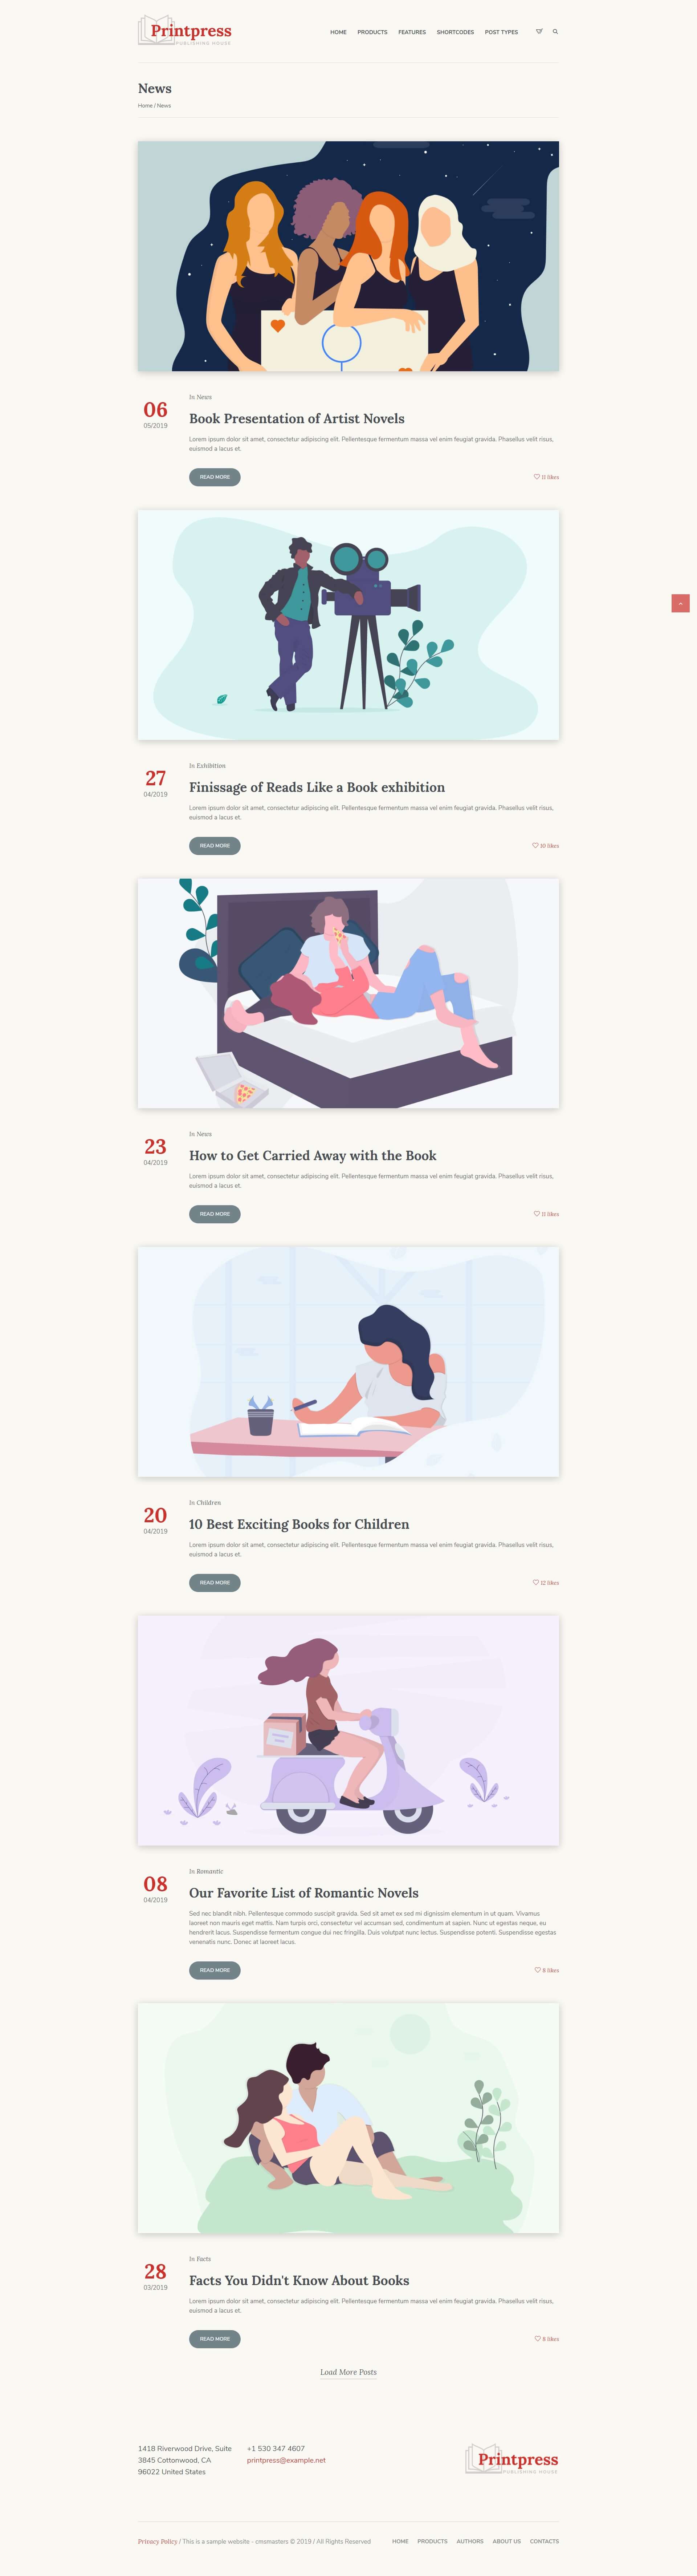 Printpress
PUBLISHING HOUSE
HOME PRODUCTS FEATURES SHORTCODES POST TYPES
News
Home / News
In News
06
05/2019
Book Presentation of Artist Novels
Lorem ipsum dolor sit amet, consectetur adipiscing elit. Pellentesque fermentum massa vel enim feugiat gravida. Phasellus velit risus,
euismod a lacus et.
READ MORE
11 likes
In Exhibition
27
04/2019
Finissage of Reads Like a Book exhibition
Lorem ipsum dolor sit amet, consectetur adipiscing elit. Pellentesque fermentum massa vel enim feugiat gravida. Phasellus velit risus,
euismod a lacus et.
READ MORE
10 likes
In News
23
04/2019
How to Get Carried Away with the Book
Lorem ipsum dolor sit amet, consectetur adipiscing elit. Pellentesque fermentum massa vel enim feugiat gravida. Phasellus velit risus,
euismod a lacus et.
READ MORE
11 likes
In Children
20
04/2019
10 Best Exciting Books for Children
Lorem ipsum dolor sit amet, consectetur adipiscing elit. Pellentesque fermentum massa vel enim feugiat gravida. Phasellus velit risus,
euismod a lacus et.
READ MORE
12 likes
In Romantic
08
04/2019
Our Favorite List of Romantic Novels
Sed nec blandit nibh. Pellentesque commodo suscipit gravida. Sed sit amet ex sed mi dignissim elementum in ut quam. Vivamus
laoreet non mauris eget mattis. Nam turpis orci, consectetur vel accumsan sed, condimentum at sapien. Nunc ut egestas neque, eu
hendrerit lacus. Suspendisse fermentum congue dui nec fringilla. Duis volutpat nunc lectus. Suspendisse potenti. Suspendisse egestas
venenatis nunc. Donec at laoreet lacus.
READ MORE
8 likes
In Facts
28
03/2019
Facts You Didn't Know About Books
Lorem ipsum dolor sit amet, consectetur adipiscing elit. Pellentesque fermentum massa vel enim feugiat gravida. Phasellus velit risus,
euismod a lacus et.
READ MORE
8 likes
Load More Posts
1418 Riverwood Drive, Suite
3845 Cottonwood, CA
96022 United States
+1 530 347 4607
printpress@example.net
Printpress
PUBLISHING HOUSE
Privacy Policy / This is a sample website - cmsmasters © 2019 / All Rights Reserved
HOME PRODUCTS AUTHORS ABOUT US CONTACTS